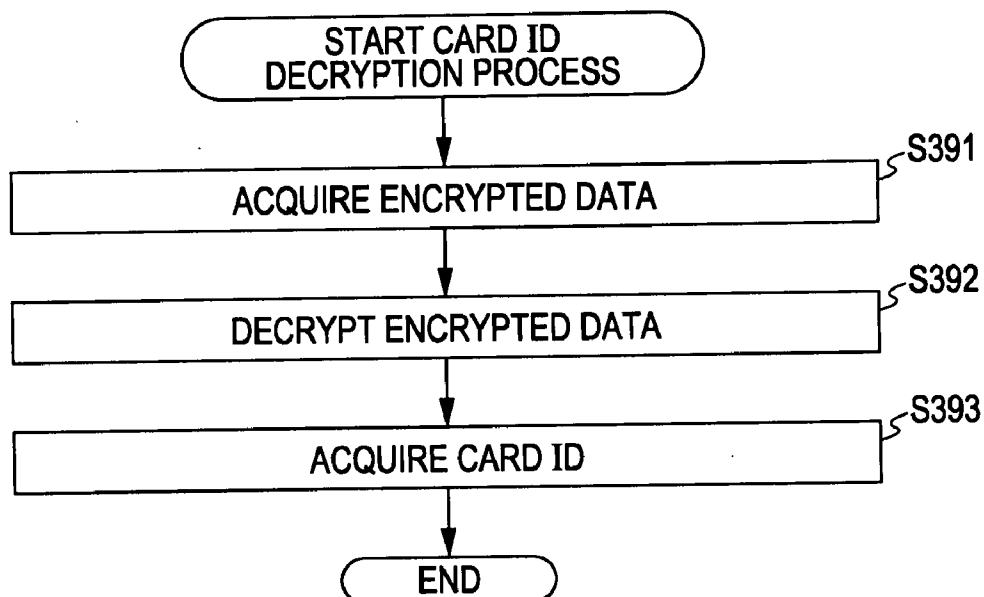 START CARD ID
DECRYPTION PROCESS
S391
ACQUIRE ENCRYPTED DATA
S392
DECRYPT ENCRYPTED DATA
S393
ACQUIRE CARD ID
END